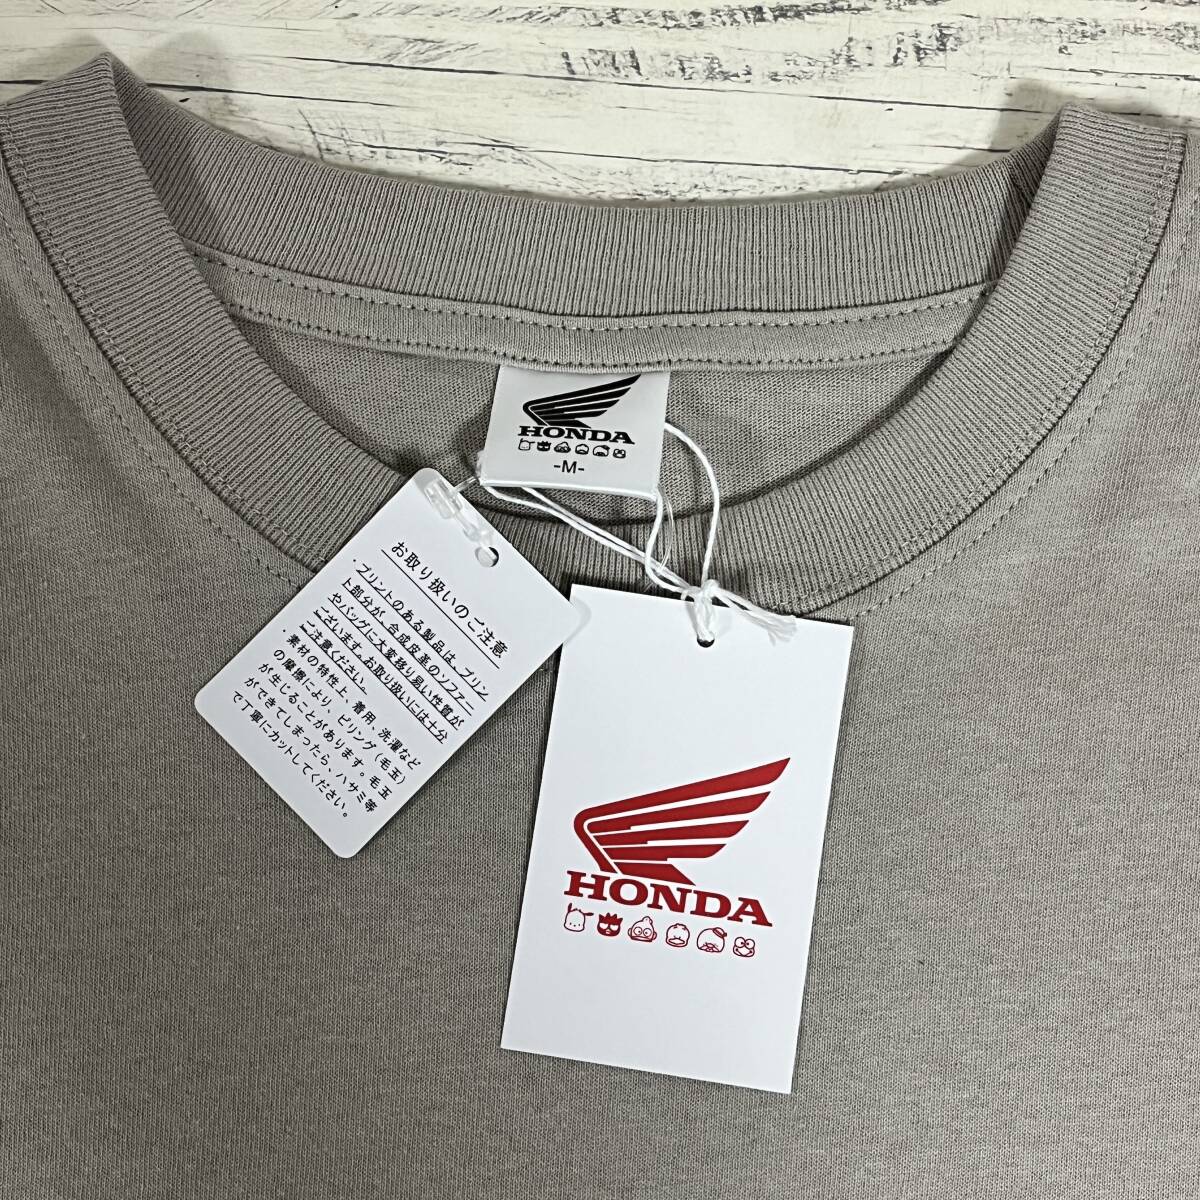 HONDA
-M-
お取り扱いのご注意
・プリントのある製品は、プリン
ト部分が、合成皮革のソファー
やバッグに大変移り易い性質が
ございます。お取り扱いには十分
ご注意ください。
・素材の特性上、着用、洗濯など
の摩擦により、ピリング(毛玉)
が生じることがあります。毛玉
ができてしまったら、ハサミ等
で丁寧にカットしてください。
HONDA